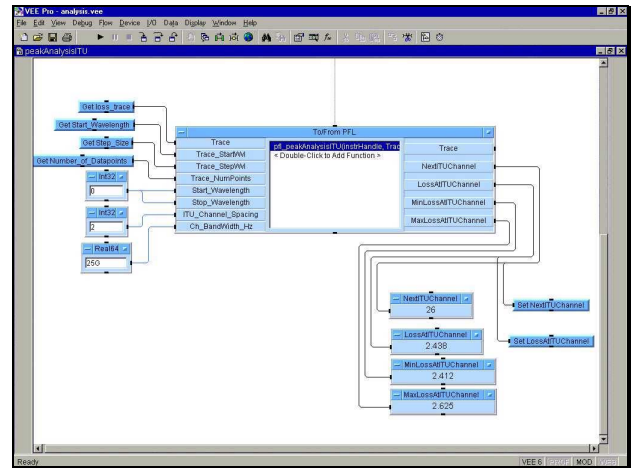 VEE Pro - analysis.vee
File Edit View Debug Flow Device I/O Data Display Window Help
peakAnalysisITU
Get loss_trace
Get Start_Wavelength
Get Step_Size
Get Number_of_Datapoints
Int32
0
Int32
2
Real64
25G
To/From PFL
Trace
Trace_StartWvl
Trace_StepWvl
Trace_NumPoints
Start_Wavelength
Stop_Wavelength
ITU_Channel_Spacing
Ch_BandWidth_Hz
pfl_peakAnalysisITU(instrHandle, Trac
< Double-Click to Add Function >
Trace
NextITUChannel
LossAtITUChannel
MinLossAtITUChannel
MaxLossAtITUChannel
NextITUChannel
26
LossAtITUChannel
2.438
MinLossAtITUChannel
2.412
MaxLossAtITUChannel
2.625
Set NextITUChannel
Set LossAtITUChannel
Ready
VEE 6
MOD